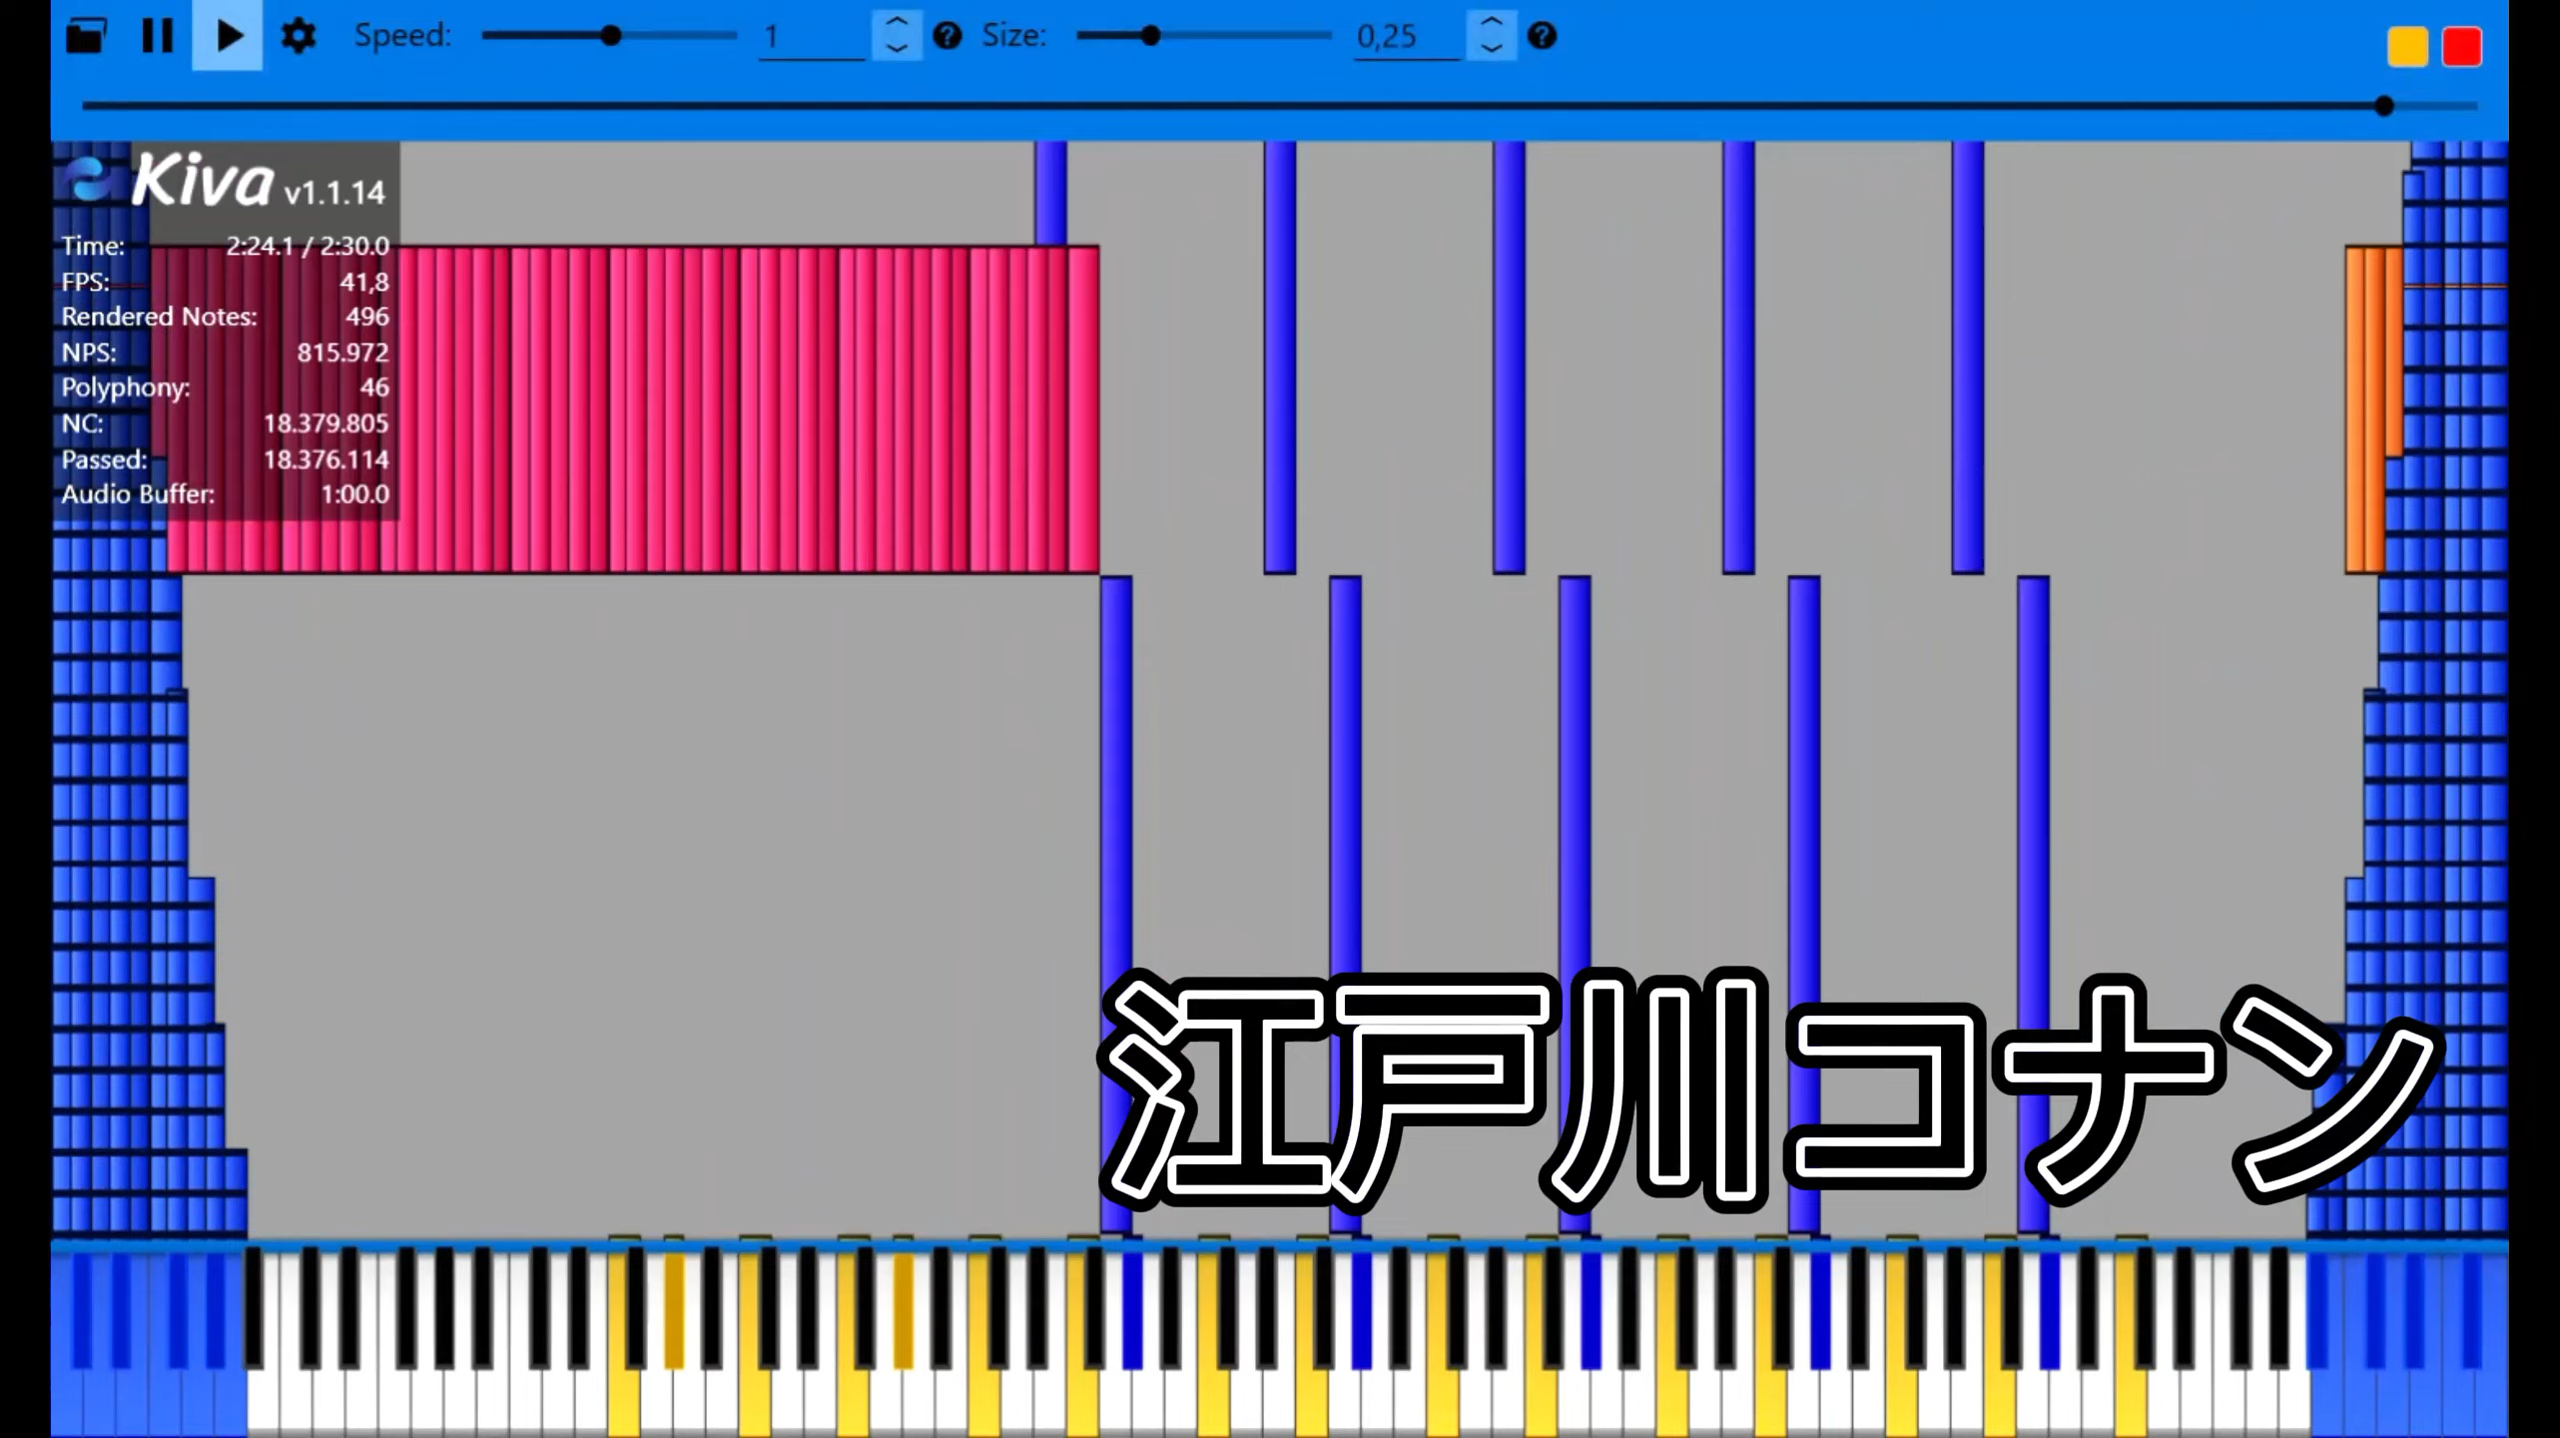 Speed: 1 Size: 0,25
Kiva v1.1.14
Time: 2:24.1 / 2:30.0
FPS: 41,8
Rendered Notes: 496
NPS: 815.972
Polyphony: 46
NC: 18.379.805
Passed: 18.376.114
Audio Buffer: 1:00.0
江戸川コナン